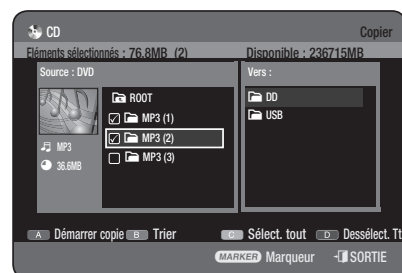 CD Copier
Eléments sélectionnés : 76.8MB (2) Disponible : 236715MB
Source : DVD Vers :
ROOT DD
MP3 (1) USB
MP3 (2)
MP3 MP3 (3)
36.6MB
A Démarrer copie B Trier C Sélect. tout D Dessélect. Tt
MARKER Marqueur SORTIE